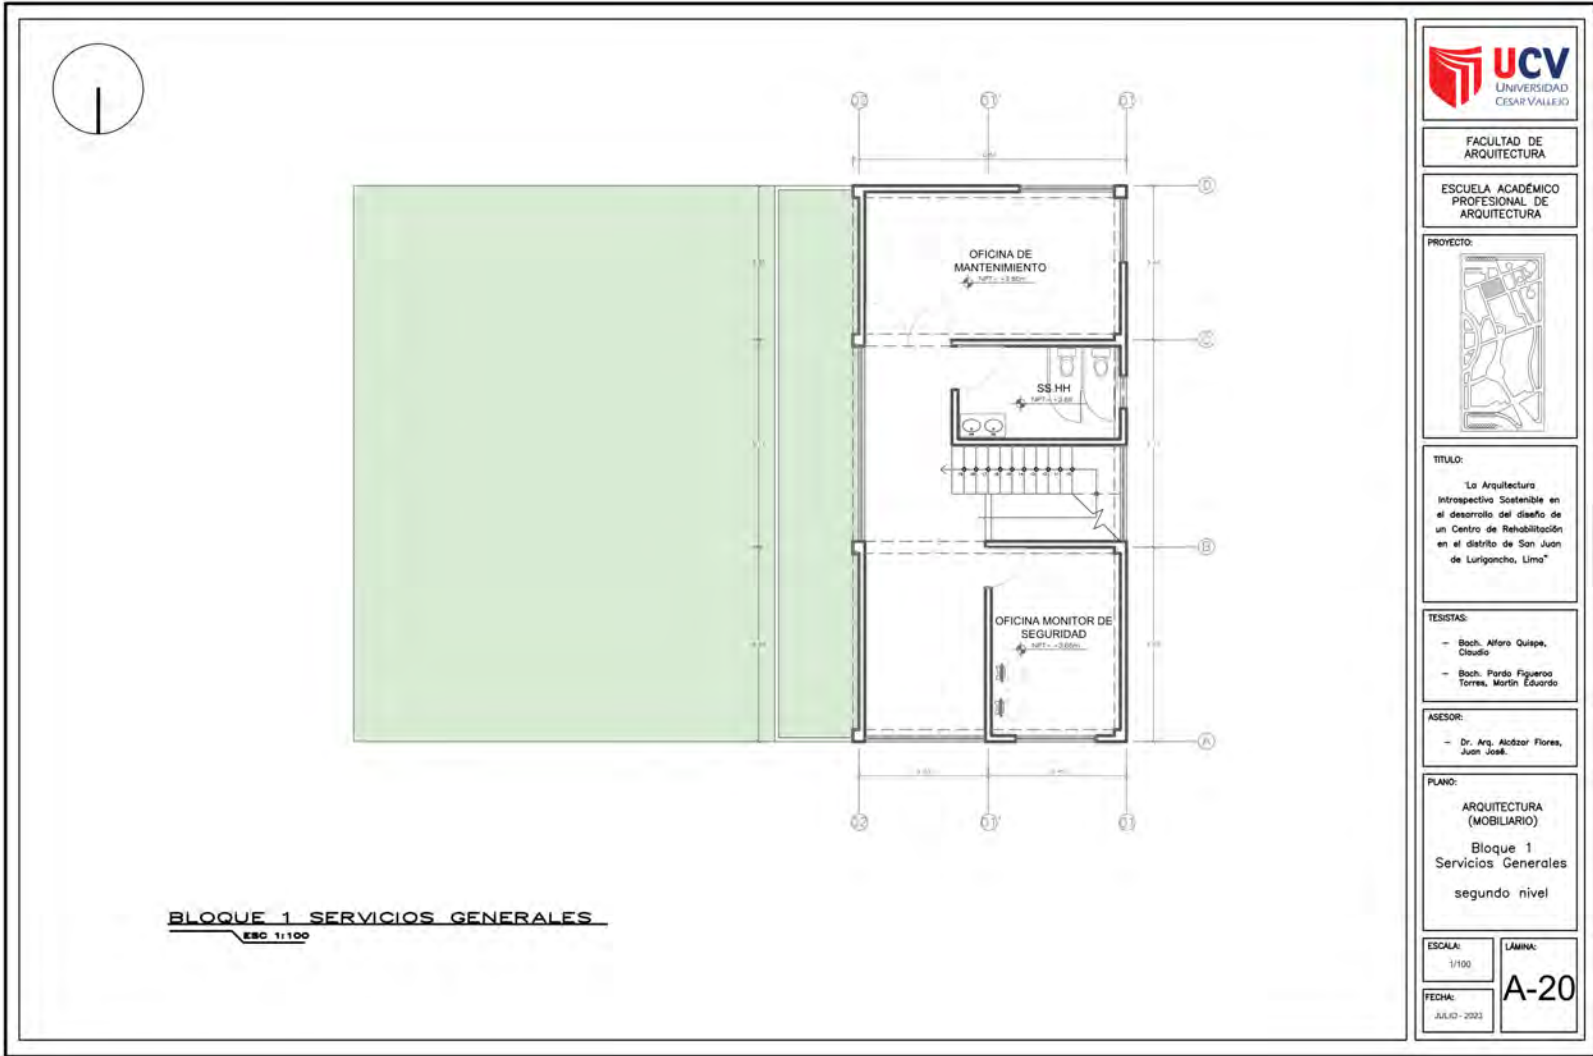 D
C
B
A
OFICINA DE
MANTENIMIENTO
SS.HH
OFICINA MONITOR DE
SEGURIDAD
BLOQUE 1 SERVICIOS GENERALES
ESC 1:100
UCV
UNIVERSIDAD
CESAR VALLEJO
FACULTAD DE
ARQUITECTURA
ESCUELA ACADÉMICO
PROFESIONAL DE
ARQUITECTURA
PROYECTO:
TITULO:
"La Arquitectura
Introspectiva Sostenible en
el desarrollo del diseño de
un Centro de Rehabilitación
en el distrito de San Juan
de Lurigancho, Lima"
TESISTAS:
- Bach. Alfaro Quispe,
Claudio
- Bach. Pardo Figueroa
Torres, Martin Eduardo
ASESOR:
- Dr. Arq. Alcázar Flores,
Juan José.
PLANO:
ARQUITECTURA
(MOBILIARIO)
Bloque 1
Servicios Generales
segundo nivel
ESCALA:
1/100
LÁMINA:
A-20
FECHA:
JULIO - 2023